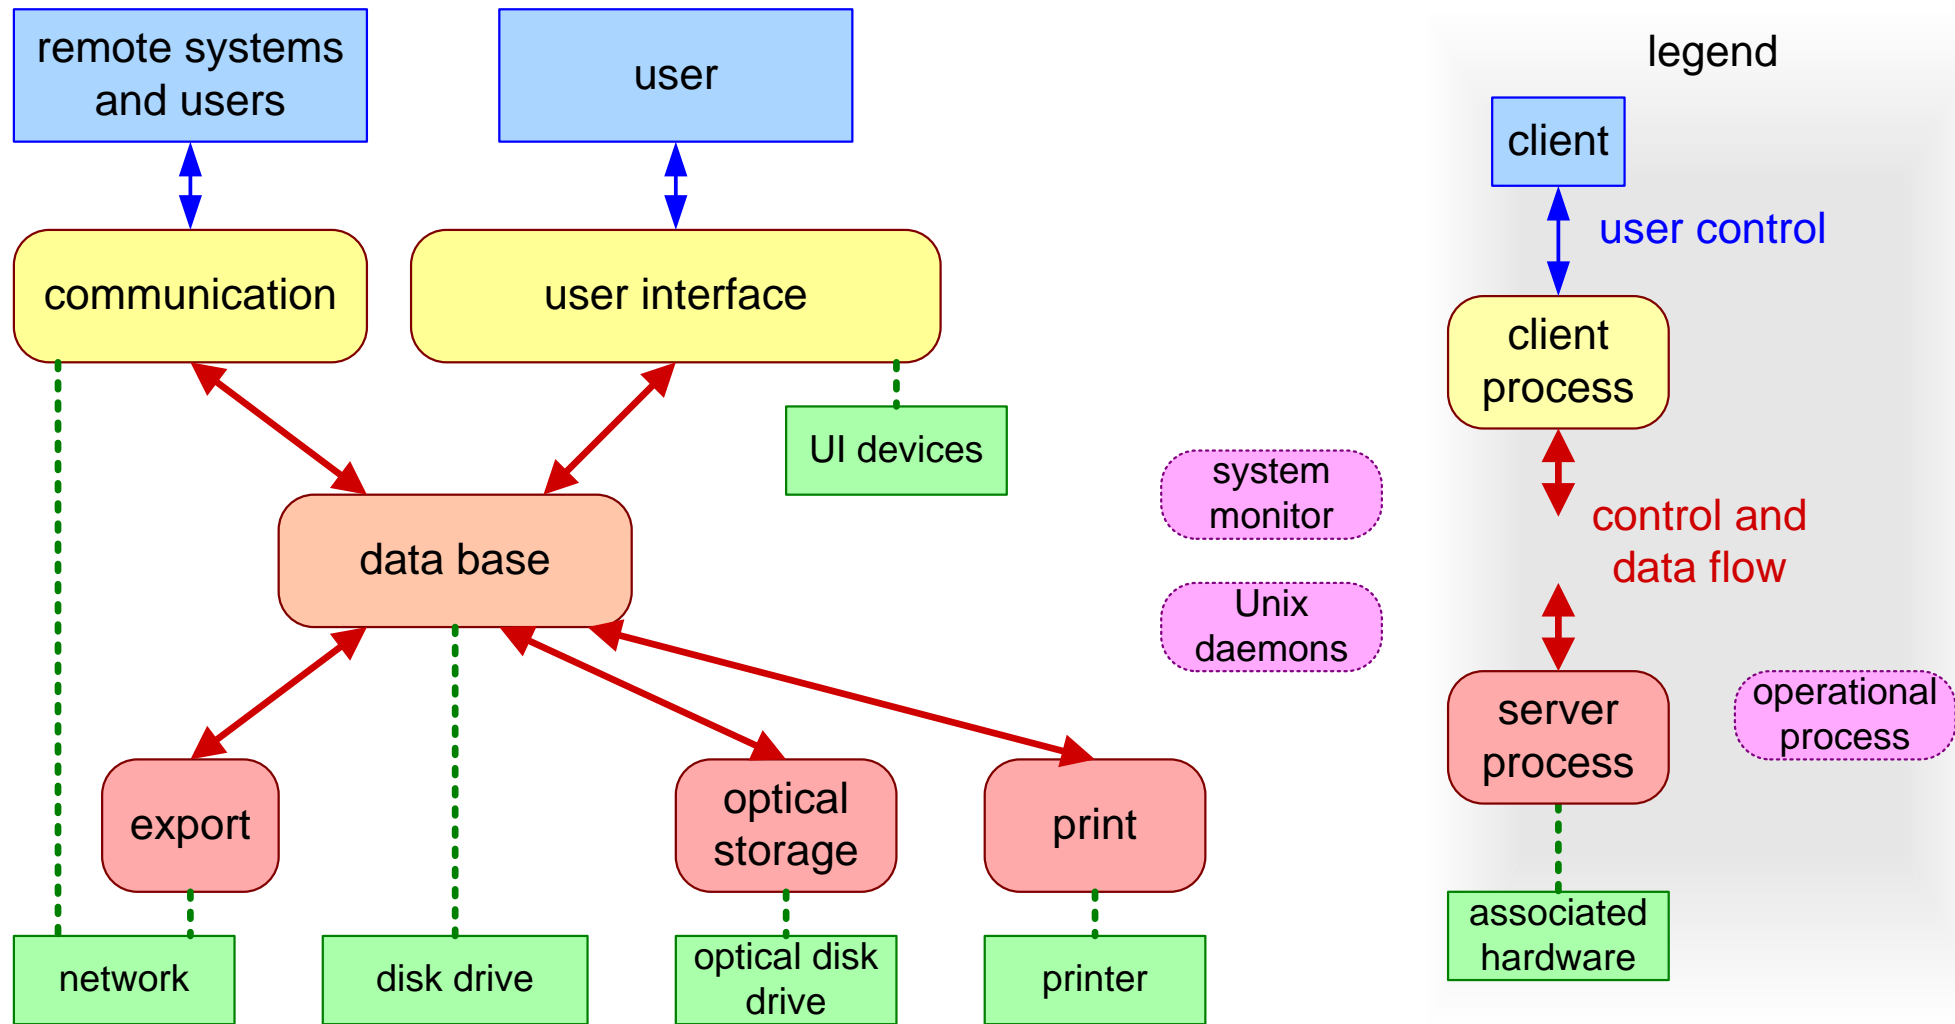 remote systems
and users
user
communication
user interface
UI devices
data base
system
monitor
Unix
daemons
export
optical
storage
print
network
disk drive
optical disk
drive
printer
legend
client
user control
client
process
control and
data flow
server
process
operational
process
associated
hardware